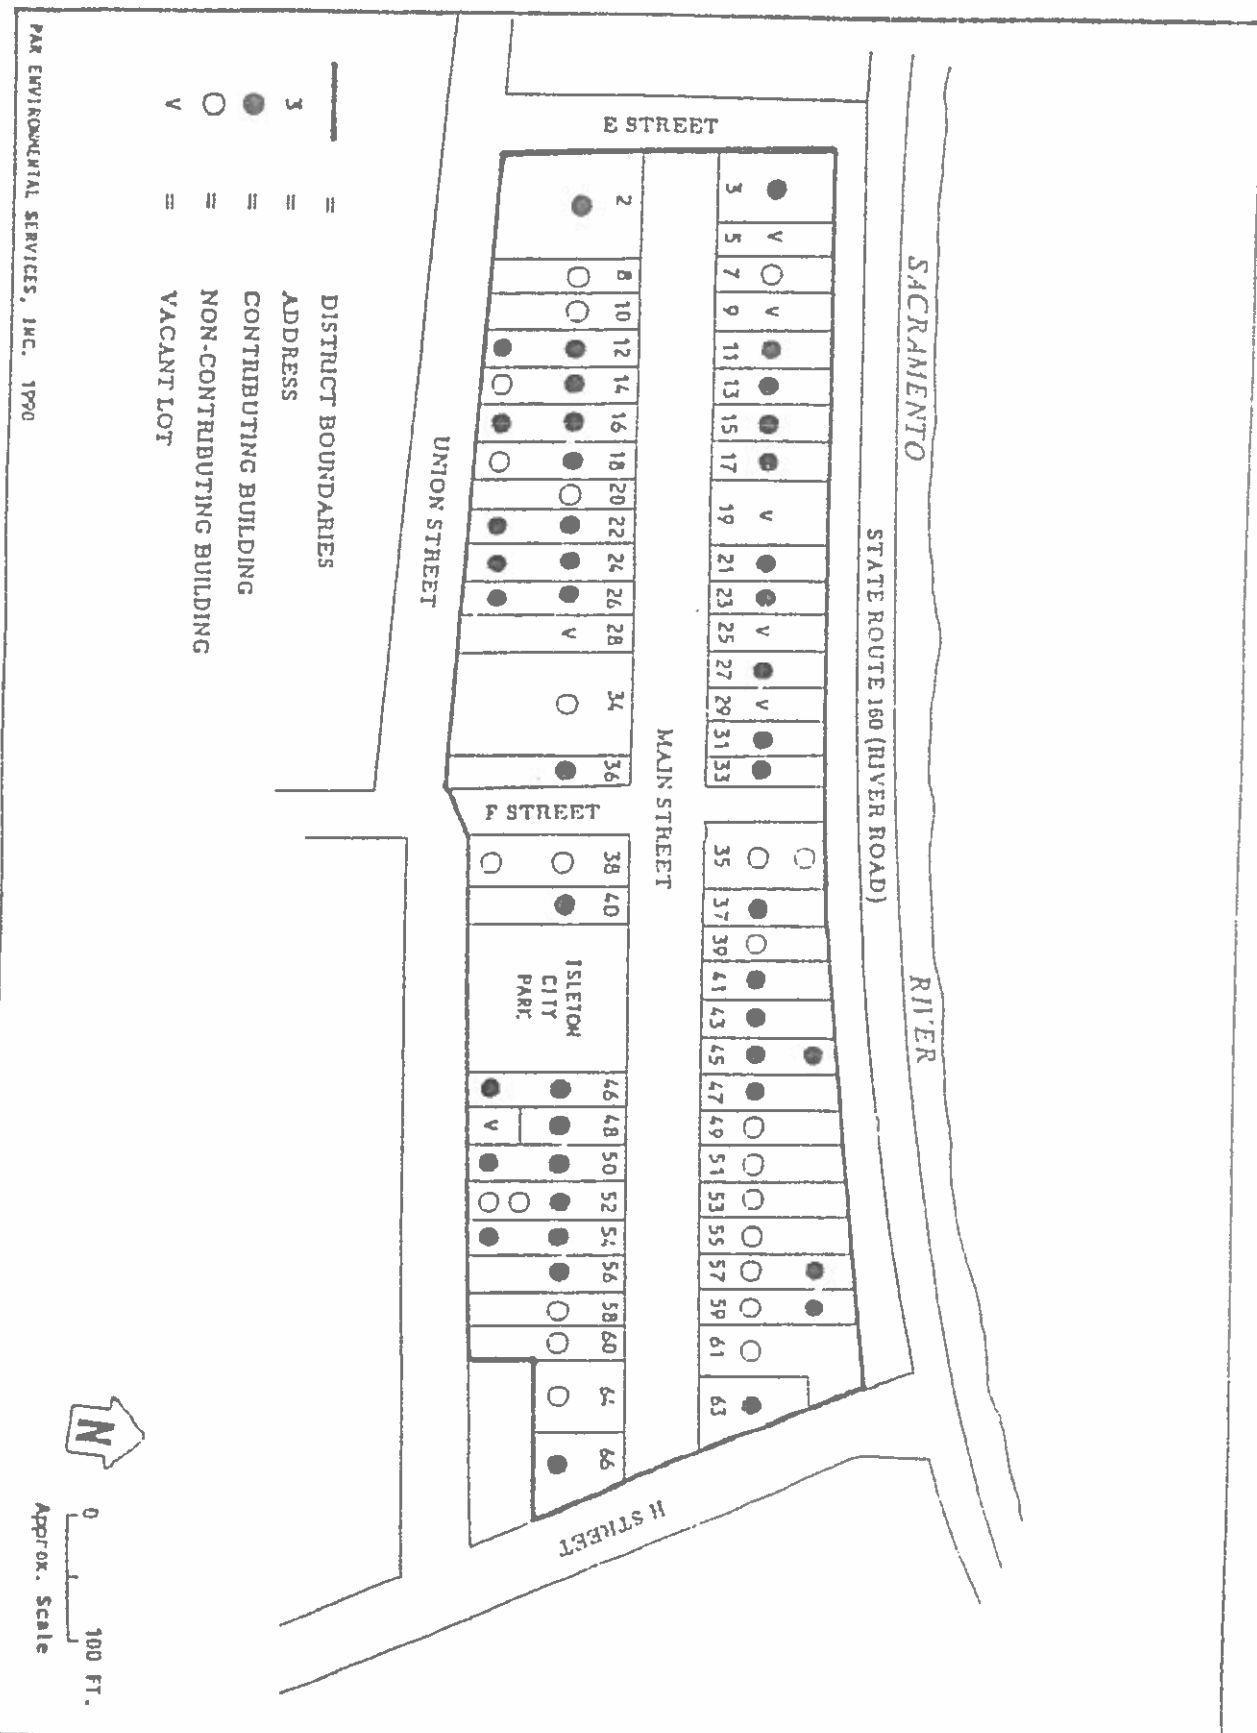 SACRAMENTO RIVER
STATE ROUTE 160 (RIVER ROAD)
E STREET
3 5 7 9 11 13 15 17 19 21 23 25 27 29 31 33 35 37 39 41 43 45 47 49 51 53 55 57 59 61 63
V V V V V
MAIN STREET
2 8 10 12 14 16 18 20 22 24 26 28 34 36 38 40 46 48 50 52 54 56 58 60 64 66
V
F STREET
ISLETON
CITY
PARK
V
H STREET
UNION STREET
= DISTRICT BOUNDARIES
3 = ADDRESS
= CONTRIBUTING BUILDING
= NON-CONTRIBUTING BUILDING
V = VACANT LOT
N
0 100 FT.
Approx. Scale
PAR ENVIRONMENTAL SERVICES, INC. 1990